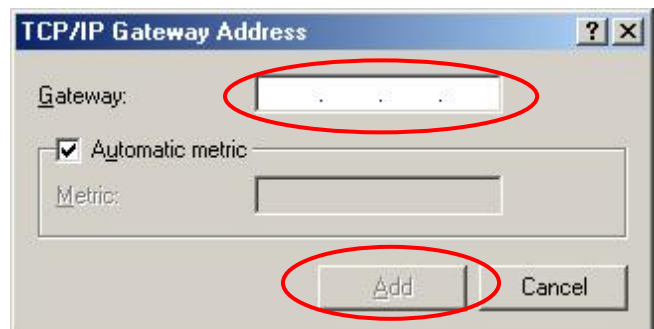 TCP/IP Gateway Address
Gateway: . . .
Automatic metric
Metric:
Add Cancel